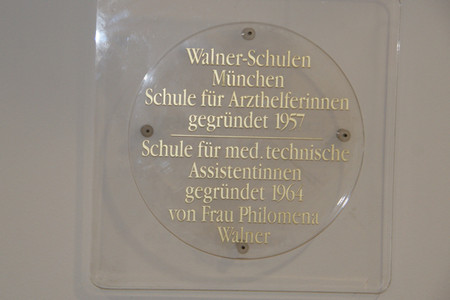 Walner-Schulen
München
Schule für Arzthelferinnen
gegründet 1957
Schule für med. technische
Assistentinnen
gegründet 1964
von Frau Philomena
Walner